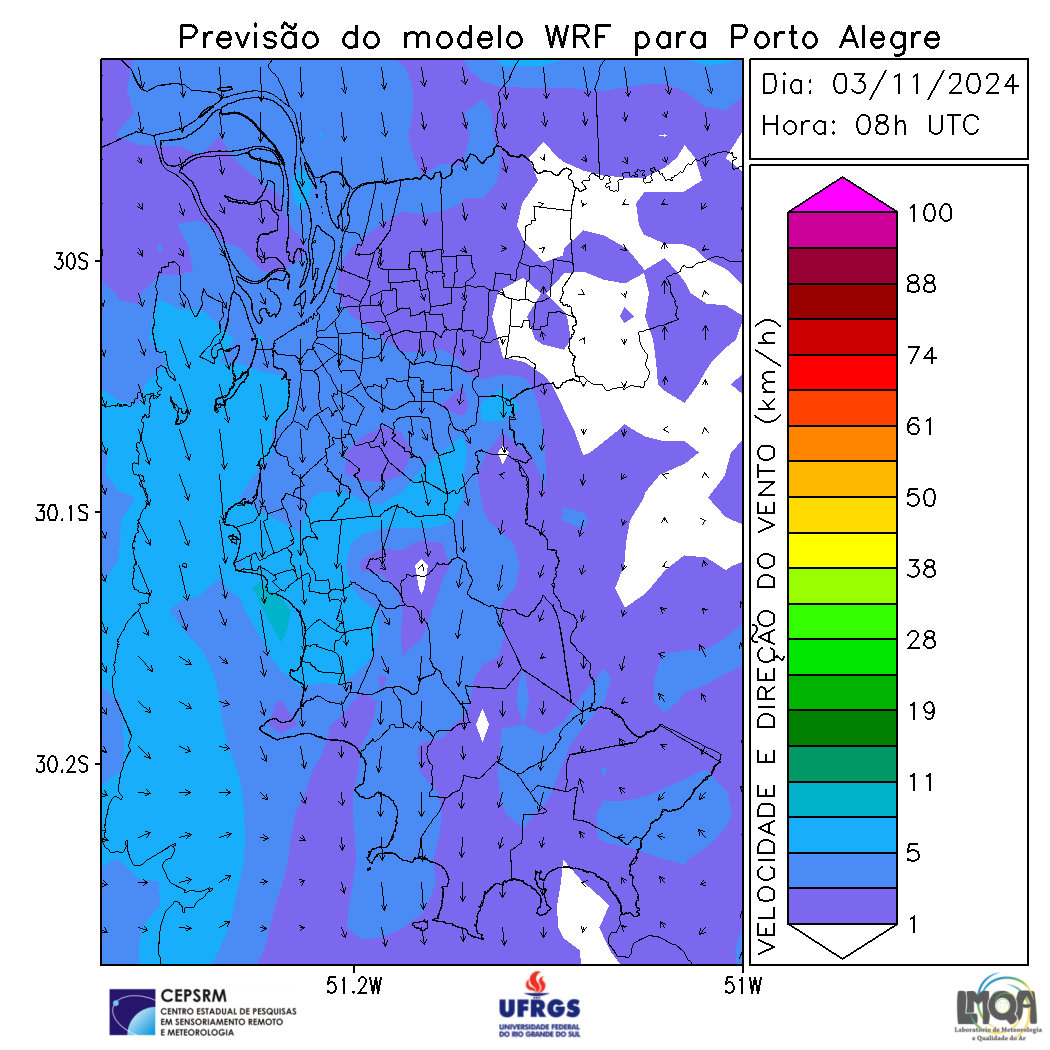 Previsão do modelo WRF para Porto Alegre
Dia: 03/11/2024
Hora: 08h UTC
30S
30.1S
30.2S
51.2W
51W
VELOCIDADE E DIREÇÃO DO VENTO (km/h)
100
88
74
61
50
38
28
19
11
5
1
CEPSRM
CENTRO ESTADUAL DE PESQUISAS
EM SENSORIAMENTO REMOTO
E METEOROLOGIA
UFRGS
UNIVERSIDADE FEDERAL
DO RIO GRANDE DO SUL
LMQA
Laboratório de Meteorologia
e Qualidade do Ar